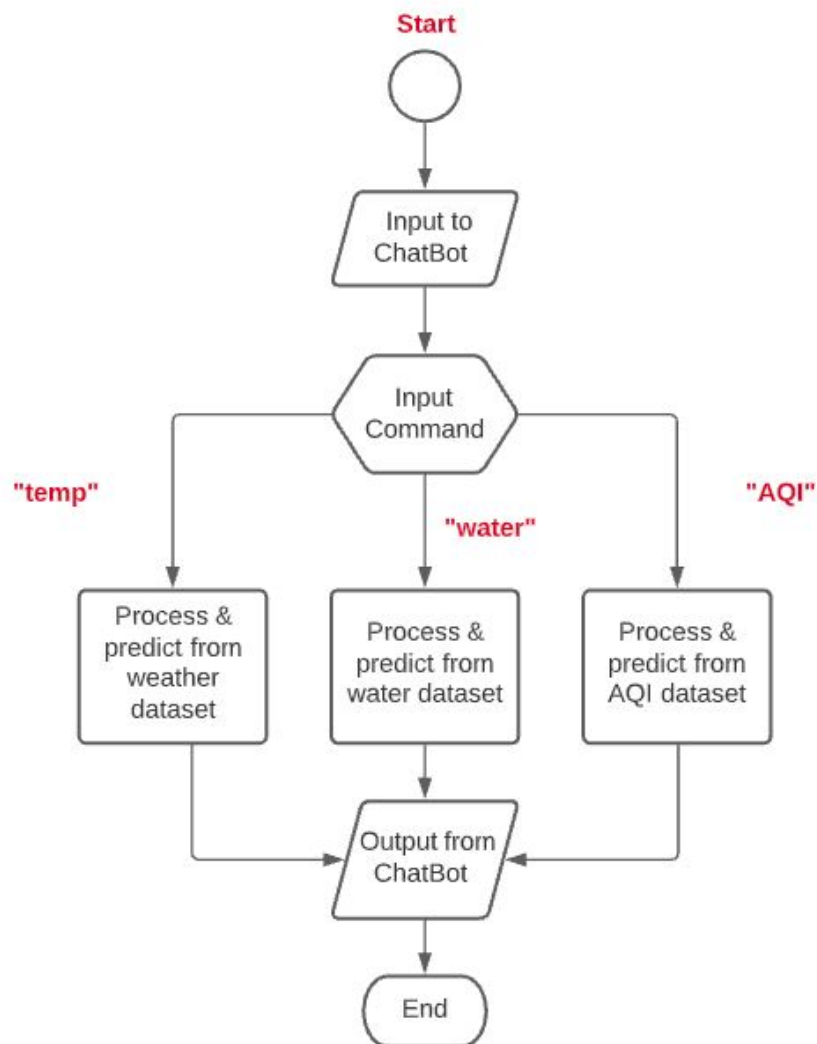 Start
Input to
ChatBot
Input
Command
"temp"
"water"
"AQI"
Process &
predict from
weather
dataset
Process &
predict from
water dataset
Process &
predict from
AQI dataset
Output from
ChatBot
End